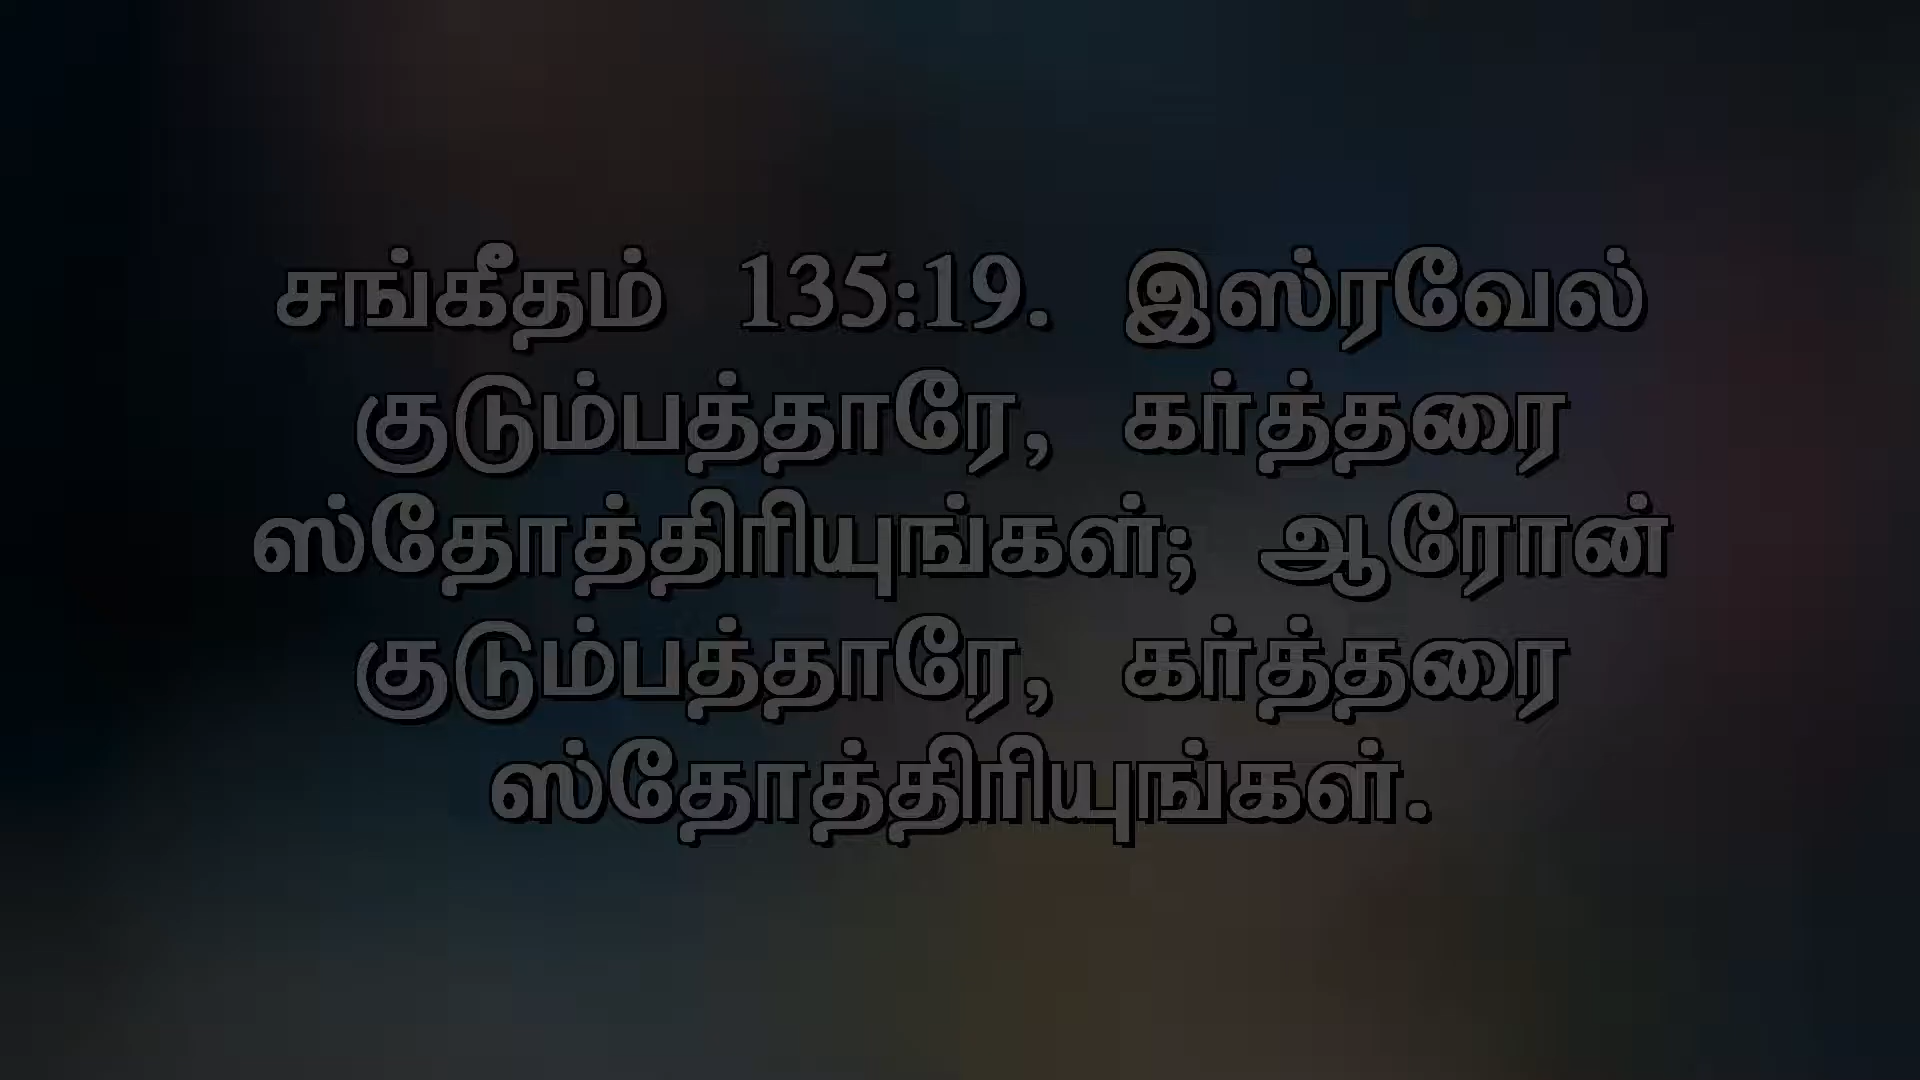 சங்கீதம் 135:19. இஸ்ரவேல்
குடும்பத்தாரே, கர்த்தரை
ஸ்தோத்திரியுங்கள்; ஆரோன்
குடும்பத்தாரே, கர்த்தரை
ஸ்தோத்திரியுங்கள்.